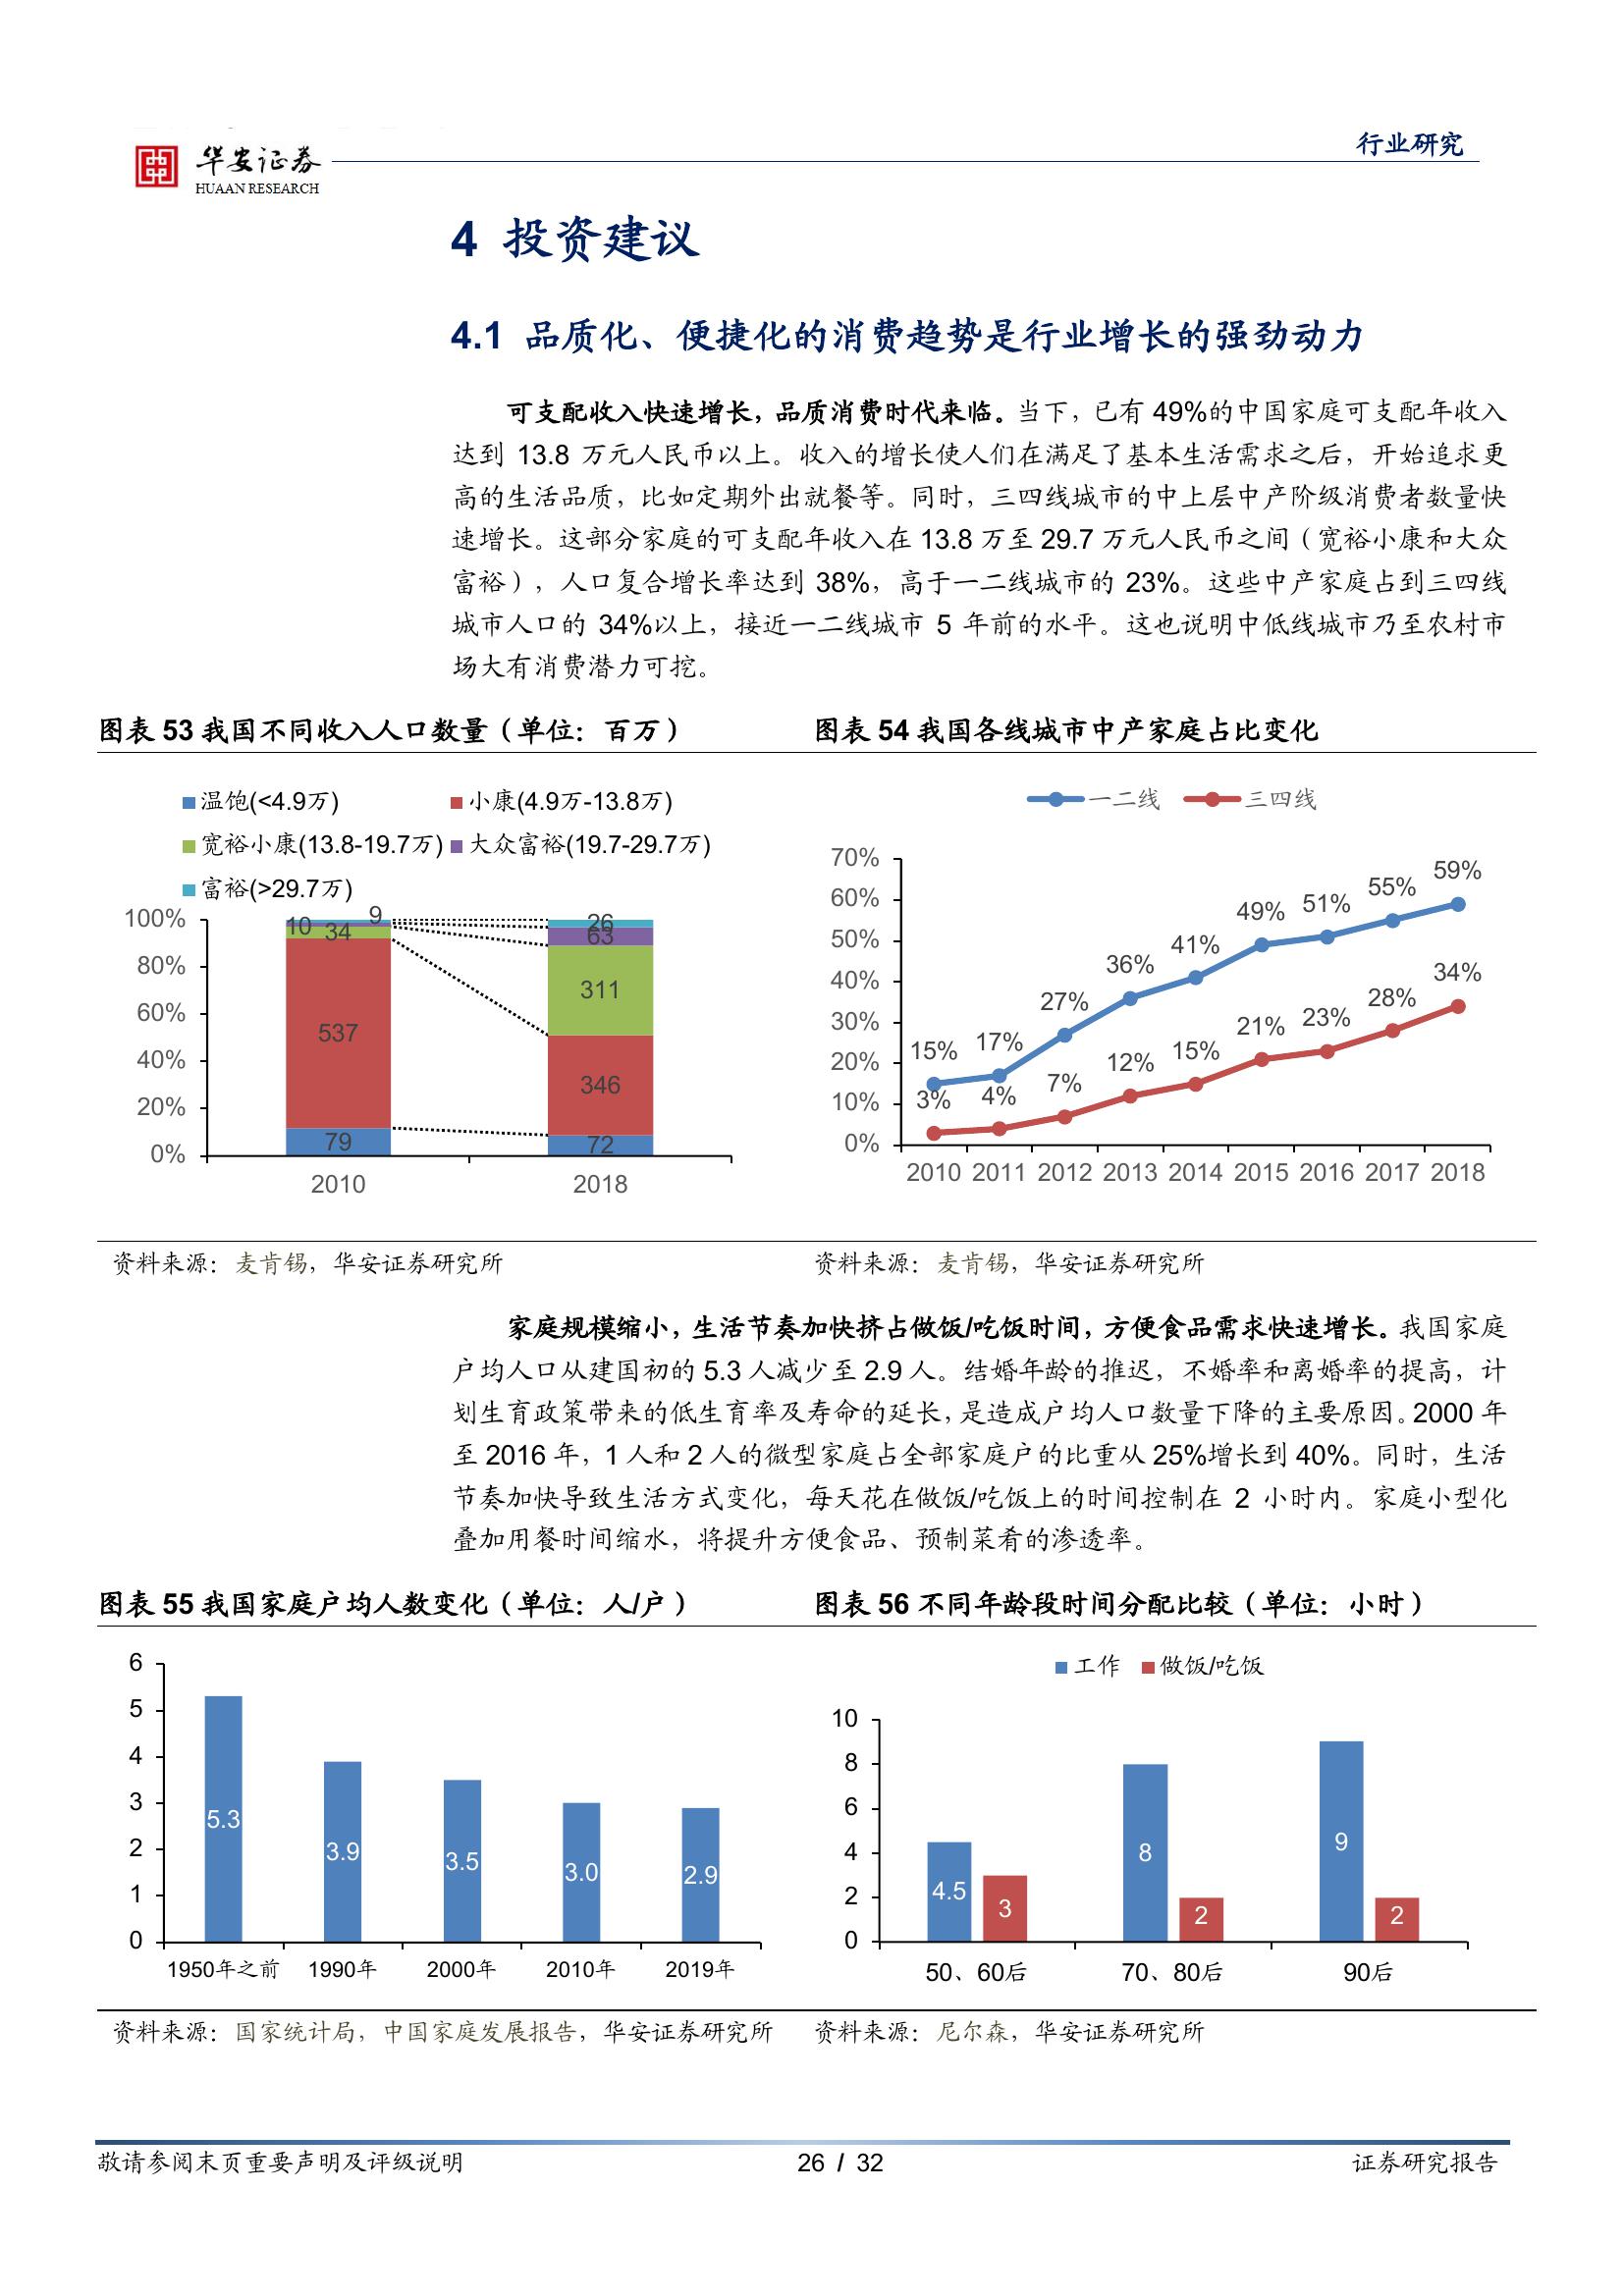 华安证券
HUAAN RESEARCH
行业研究
4 投资建议
4.1 品质化、便捷化的消费趋势是行业增长的强劲动力
可支配收入快速增长，品质消费时代来临。当下，已有 49%的中国家庭可支配年收入
达到 13.8 万元人民币以上。收入的增长使人们在满足了基本生活需求之后，开始追求更
高的生活品质，比如定期外出就餐等。同时，三四线城市的中上层中产阶级消费者数量快
速增长。这部分家庭的可支配年收入在 13.8 万至 29.7 万元人民币之间（宽裕小康和大众
富裕），人口复合增长率达到 38%，高于一二线城市的 23%。这些中产家庭占到三四线
城市人口的 34%以上，接近一二线城市 5 年前的水平。这也说明中低线城市乃至农村市
场大有消费潜力可挖。
图表 53 我国不同收入人口数量（单位：百万）
温饱(<4.9万) 小康(4.9万-13.8万)
宽裕小康(13.8-19.7万) 大众富裕(19.7-29.7万)
富裕(>29.7万)
100%
80%
60%
40%
20%
0%
9
10
34
537
79
26
63
311
346
72
2010 2018
图表 54 我国各线城市中产家庭占比变化
一二线 三四线
70%
60%
50%
40%
30%
20%
10%
0%
15% 17% 27% 36% 41% 49% 51% 55% 59%
3% 4% 7% 12% 15% 21% 23% 28% 34%
2010 2011 2012 2013 2014 2015 2016 2017 2018
资料来源：麦肯锡，华安证券研究所
资料来源：麦肯锡，华安证券研究所
家庭规模缩小，生活节奏加快挤占做饭/吃饭时间，方便食品需求快速增长。我国家庭
户均人口从建国初的 5.3 人减少至 2.9 人。结婚年龄的推迟，不婚率和离婚率的提高，计
划生育政策带来的低生育率及寿命的延长，是造成户均人口数量下降的主要原因。2000 年
至 2016 年，1 人和 2 人的微型家庭占全部家庭户的比重从 25%增长到 40%。同时，生活
节奏加快导致生活方式变化，每天花在做饭/吃饭上的时间控制在 2 小时内。家庭小型化
叠加用餐时间缩水，将提升方便食品、预制菜肴的渗透率。
图表 55 我国家庭户均人数变化（单位：人/户）
6
5
4
3
2
1
0
5.3 3.9 3.5 3.0 2.9
1950年之前 1990年 2000年 2010年 2019年
图表 56 不同年龄段时间分配比较（单位：小时）
工作 做饭/吃饭
10
8
6
4
2
0
4.5 3 8 2 9 2
50、60后 70、80后 90后
资料来源：国家统计局，中国家庭发展报告，华安证券研究所
资料来源：尼尔森，华安证券研究所
敬请参阅末页重要声明及评级说明
26 / 32
证券研究报告